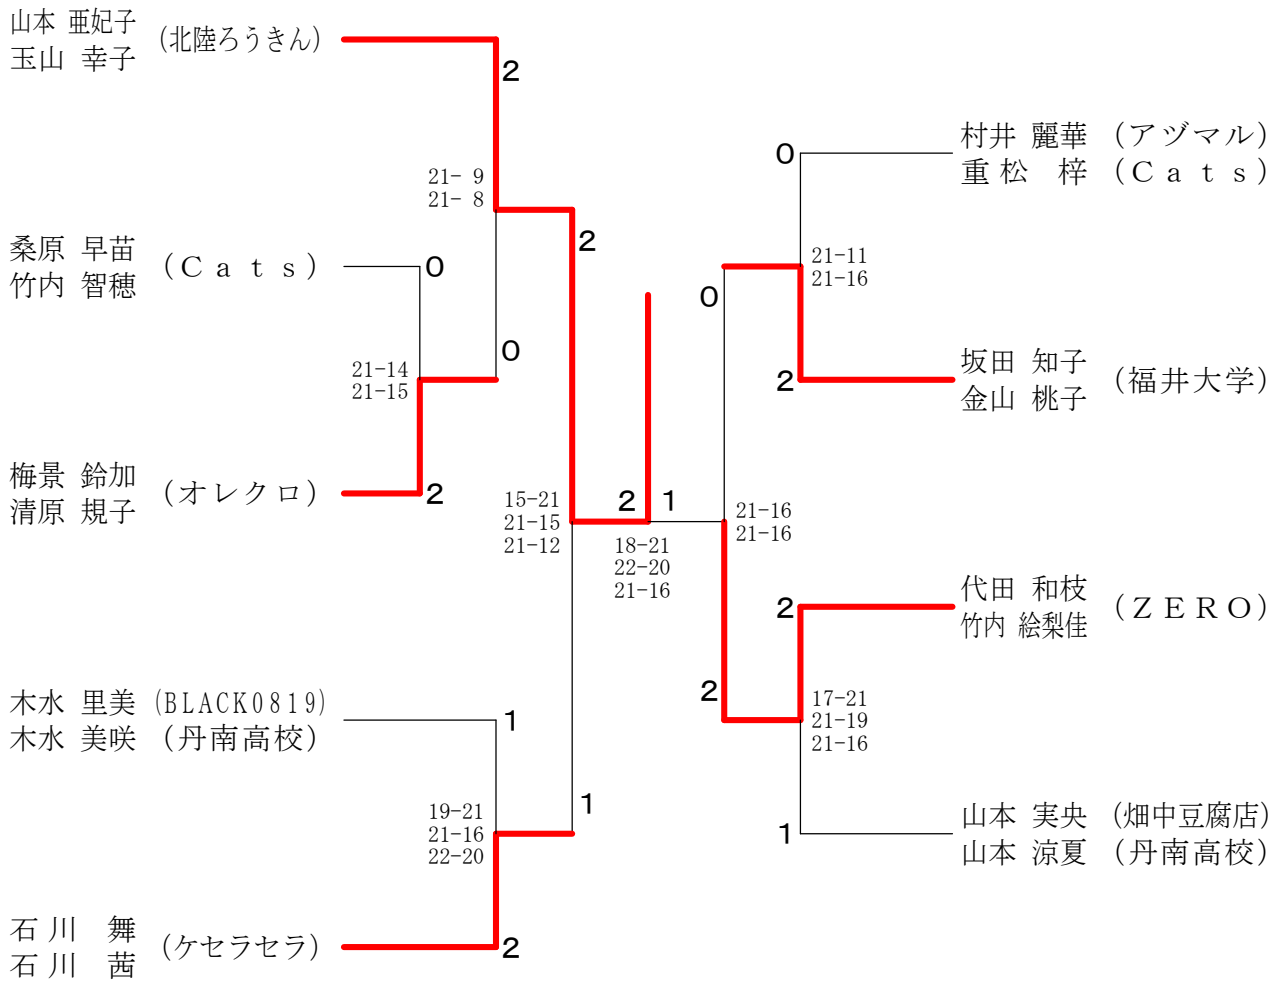 山本 亜妃子
玉山 幸子
(北陸ろうきん)
2
21- 9
21- 8
桑原 早苗
竹内 智穂
(Cats)
0
21-14
21-15
0
2
梅景 鈴加
清原 規子
(オレクロ)
2
15-21
21-15
21-12
2
1
18-21
22-20
21-16
木水 里美 (BLACK0819)
木水 美咲 (丹南高校)
1
19-21
21-16
22-20
1
石川 舞
石川 茜
(ケセラセラ)
2
村井 麗華 (アヅマル)
重松 梓 (Cats)
0
21-11
21-16
0
坂田 知子
金山 桃子
(福井大学)
2
21-16
21-16
代田 和枝
竹内 絵梨佳
(ZERO)
2
2
17-21
21-19
21-16
山本 実央 (畑中豆腐店)
山本 涼夏 (丹南高校)
1